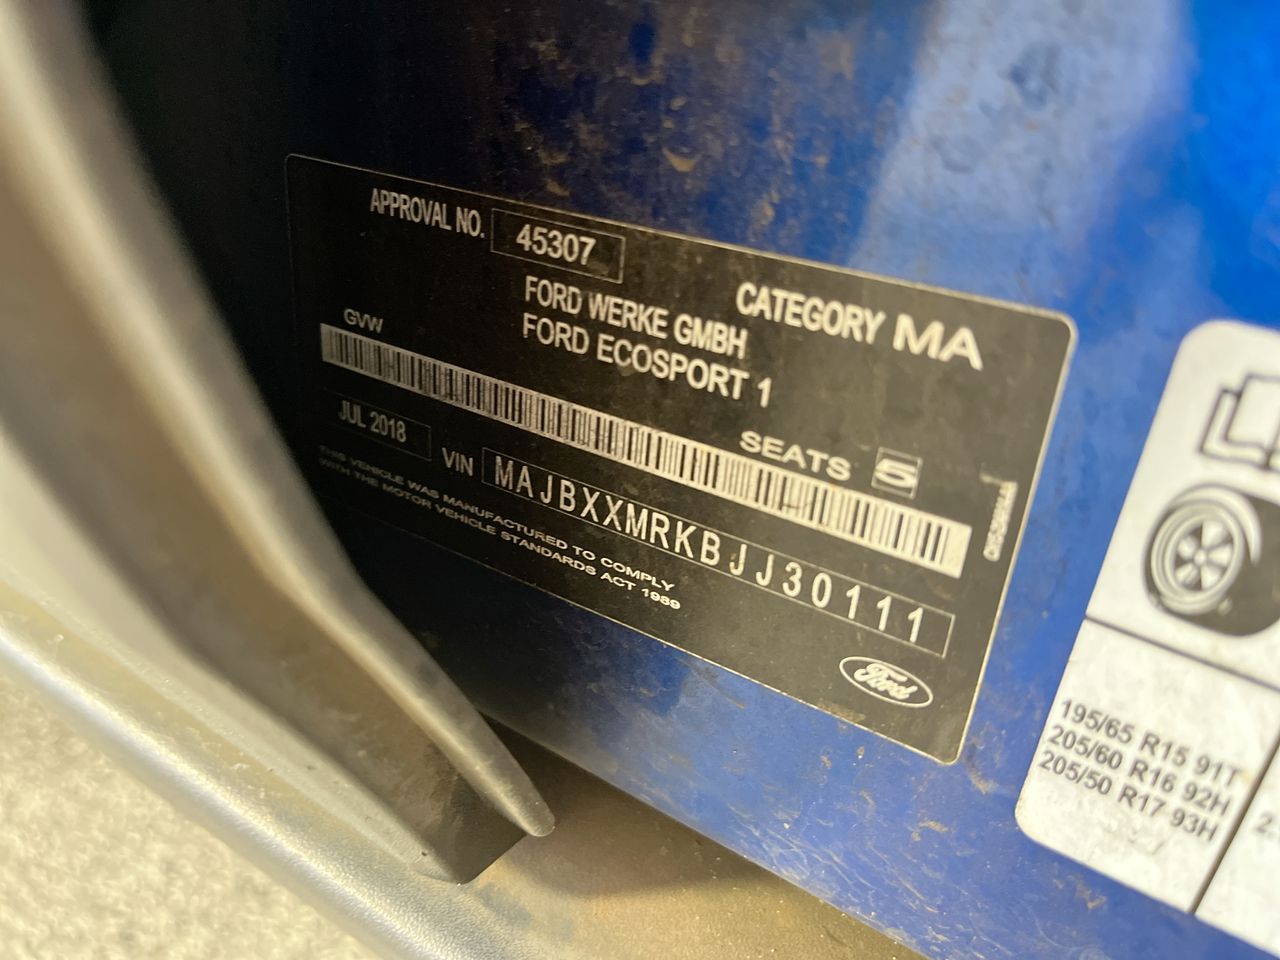 APPROVAL NO. 45307
CATEGORY MA
FORD WERKE GMBH
FORD ECOSPORT 1
GVW
SEATS 5
JUL 2018
VIN MAJBXXMRKBJJ30111
THIS VEHICLE WAS MANUFACTURED TO COMPLY
WITH THE MOTOR VEHICLE STANDARDS ACT 1989
Ford
195/65 R15 91T
205/60 R16 92H
205/50 R17 93H